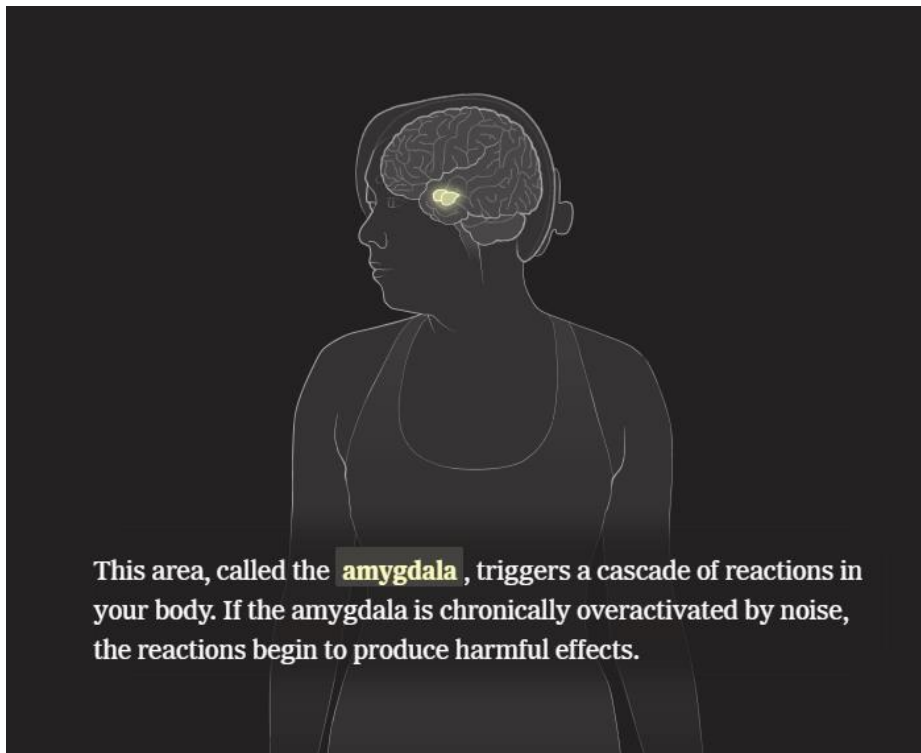 This area, called the amygdala, triggers a cascade of reactions in
your body. If the amygdala is chronically overactivated by noise,
the reactions begin to produce harmful effects.